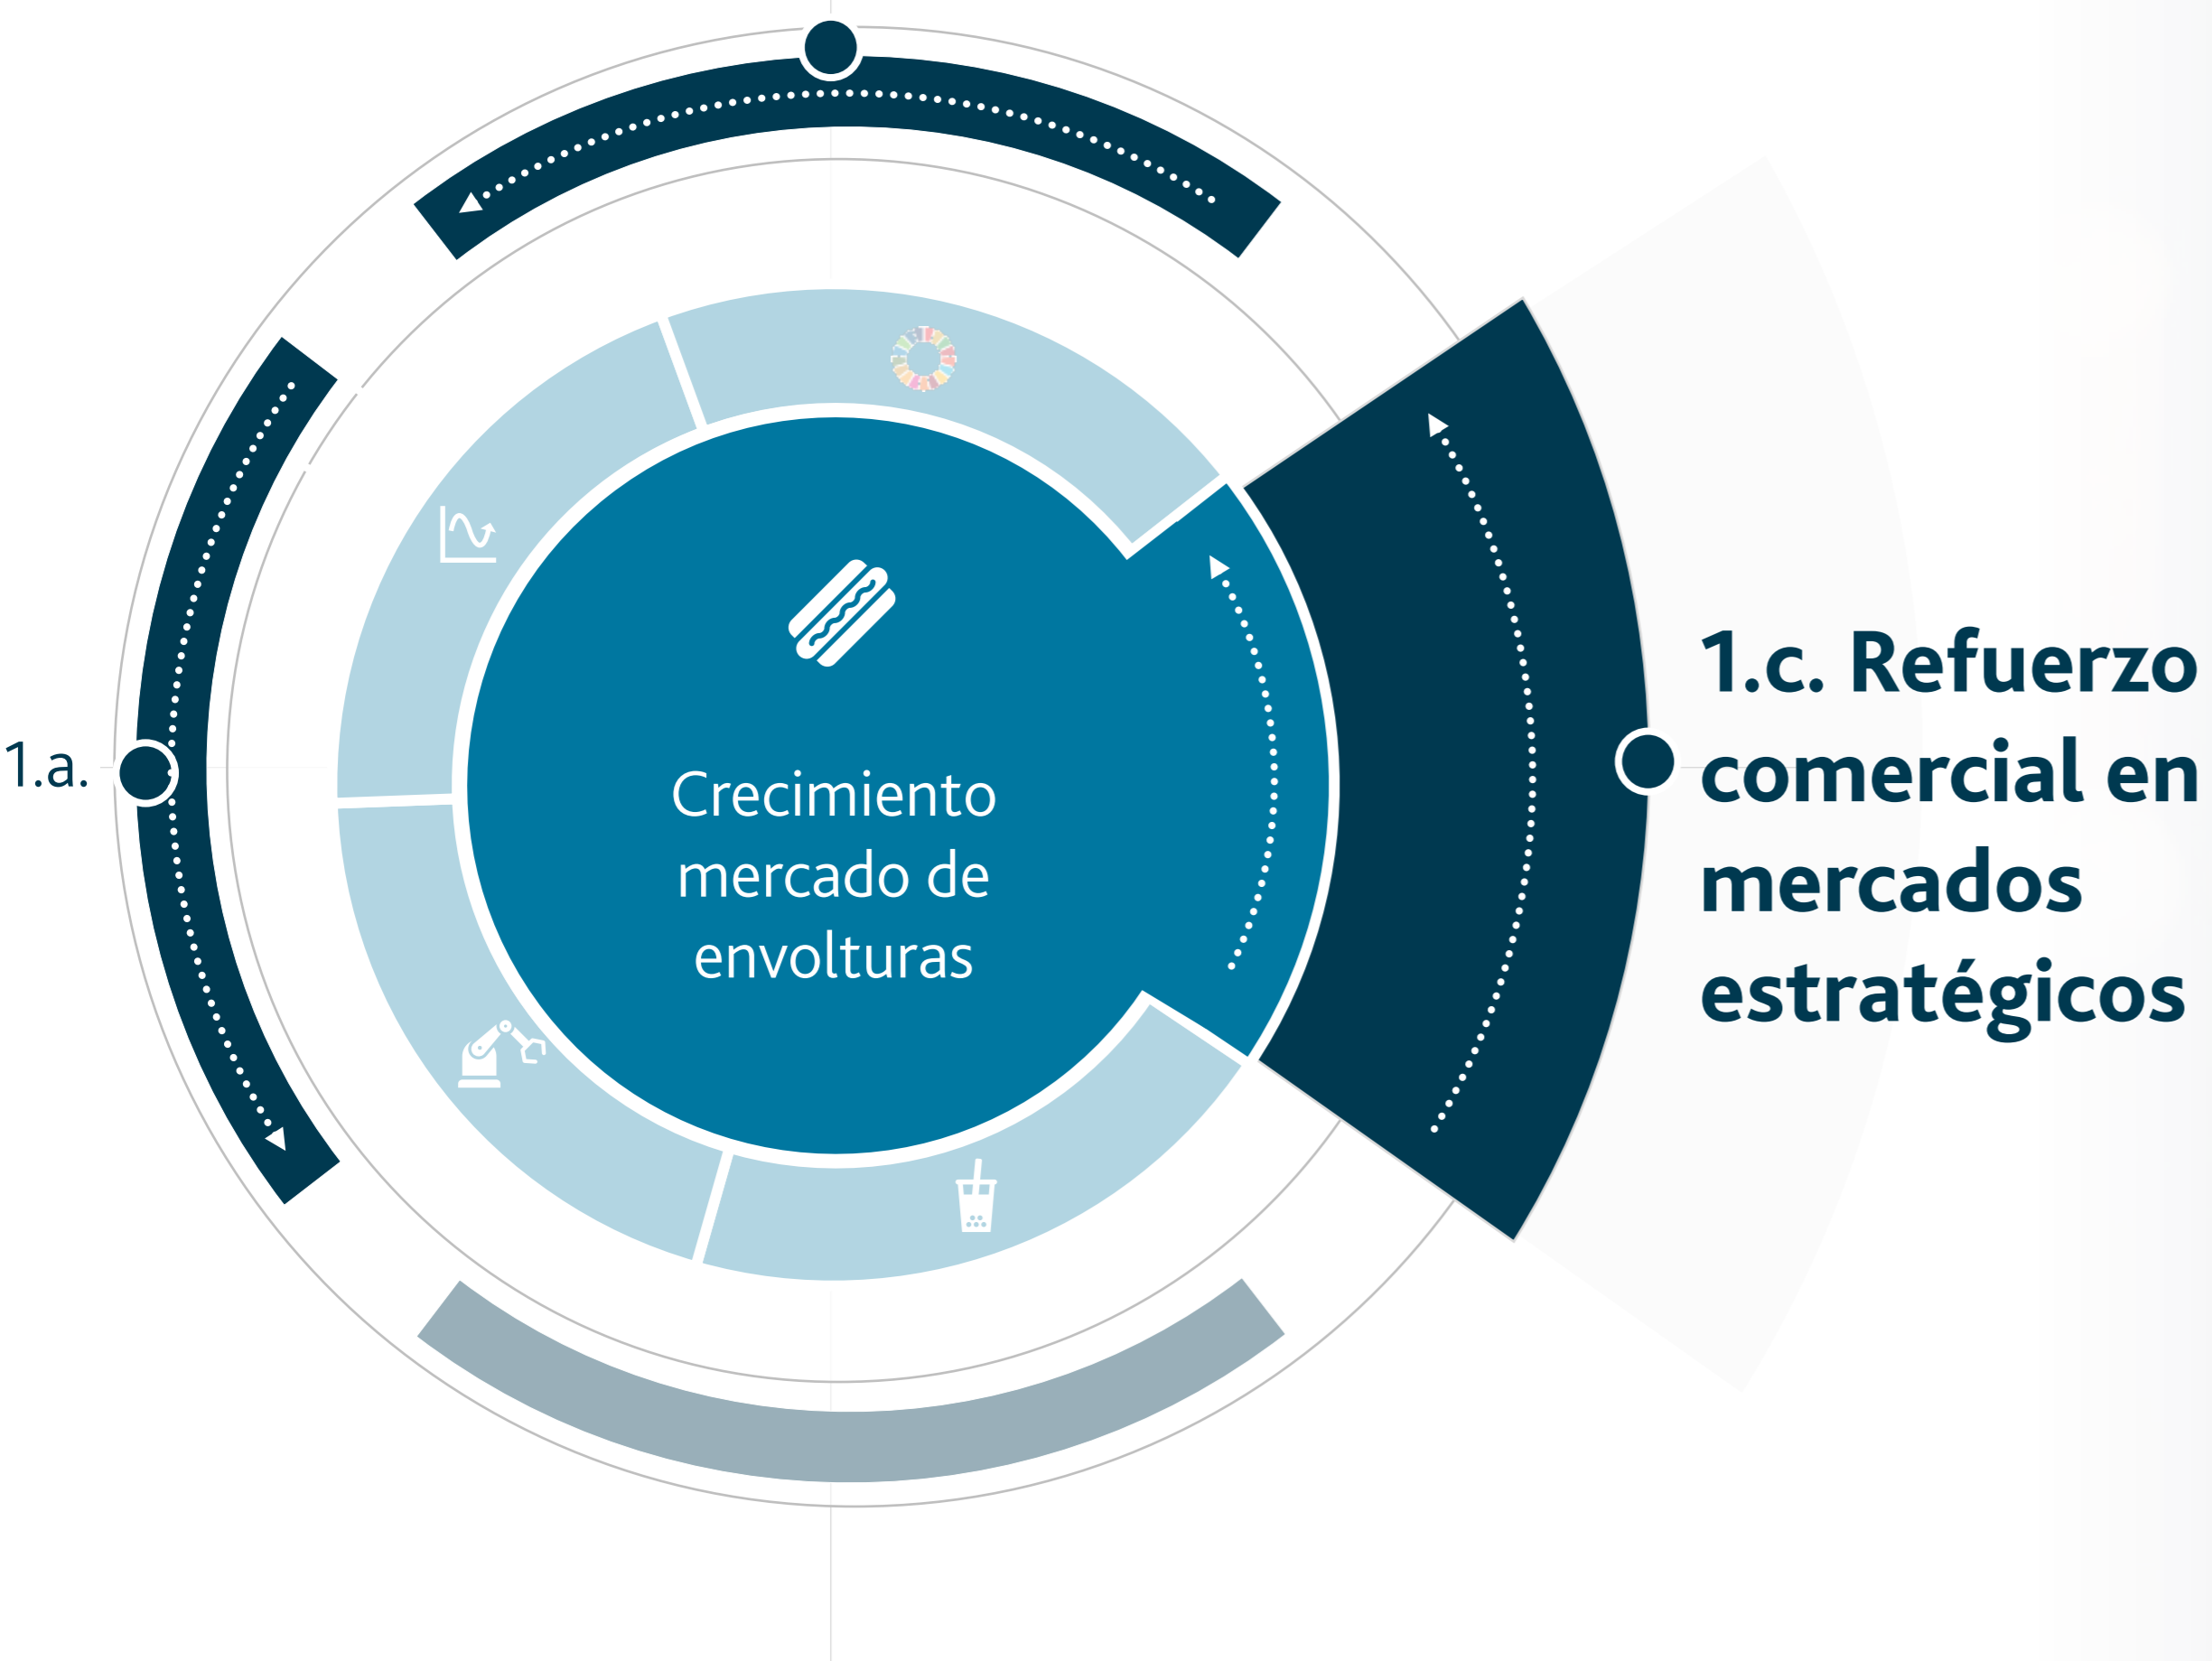 1.a.
Crecimiento
mercado de
envolturas
1.c. Refuerzo
comercial en
mercados
estratégicos